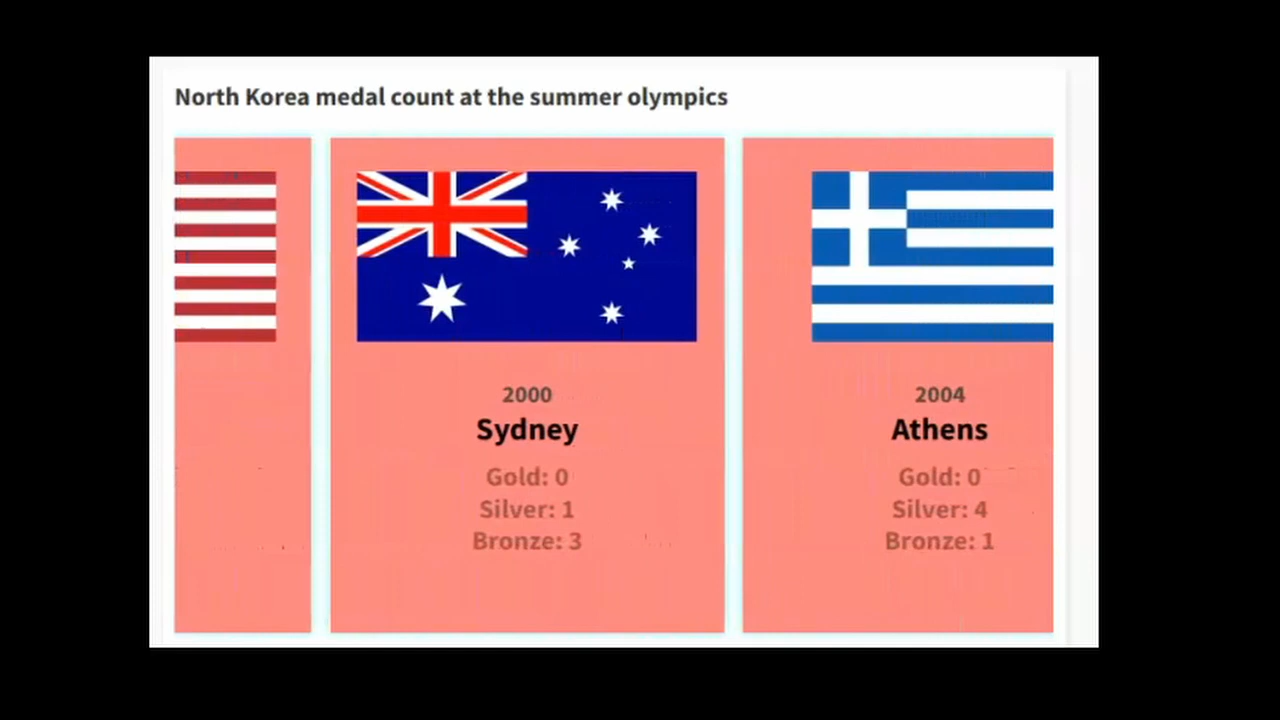 North Korea medal count at the summer olympics
2000
Sydney
Gold: 0
Silver: 1
Bronze: 3
2004
Athens
Gold: 0
Silver: 4
Bronze: 1